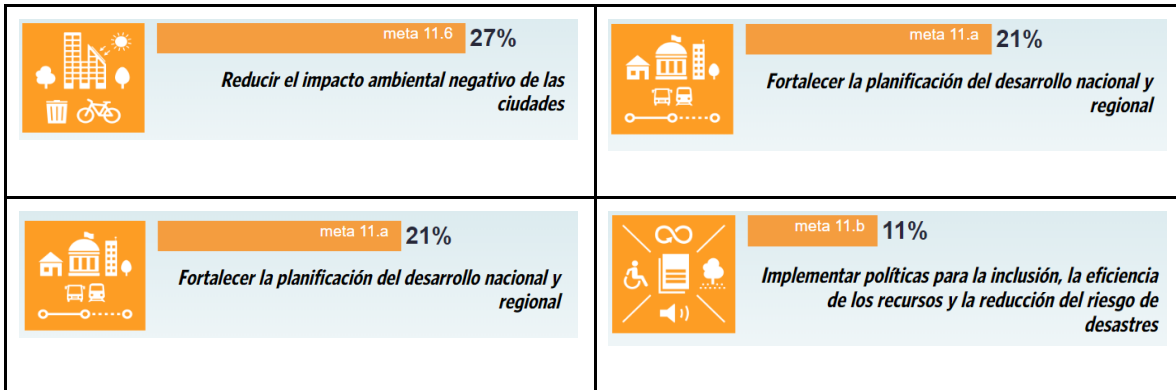 meta 11.6 27%
Reducir el impacto ambiental negativo de las
ciudades
meta 11.a 21%
Fortalecer la planificación del desarrollo nacional y
regional
meta 11.a 21%
Fortalecer la planificación del desarrollo nacional y
regional
meta 11.b 11%
Implementar políticas para la inclusión, la eficiencia
de los recursos y la reducción del riesgo de
desastres